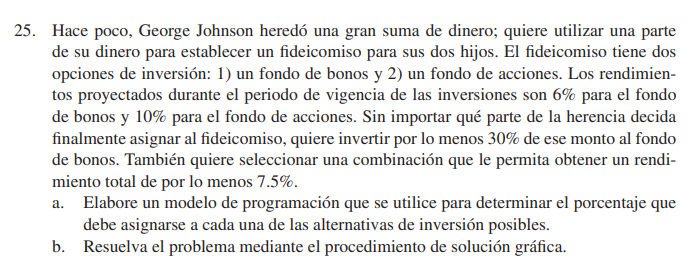 25. Hace poco, George Johnson heredó una gran suma de dinero; quiere utilizar una parte
de su dinero para establecer un fideicomiso para sus dos hijos. El fideicomiso tiene dos
opciones de inversión: 1) un fondo de bonos y 2) un fondo de acciones. Los rendimien-
tos proyectados durante el periodo de vigencia de las inversiones son 6% para el fondo
de bonos y 10% para el fondo de acciones. Sin importar qué parte de la herencia decida
finalmente asignar al fideicomiso, quiere invertir por lo menos 30% de ese monto al fondo
de bonos. También quiere seleccionar una combinación que le permita obtener un rendi-
miento total de por lo menos 7.5%.
a. Elabore un modelo de programación que se utilice para determinar el porcentaje que
debe asignarse a cada una de las alternativas de inversión posibles.
b. Resuelva el problema mediante el procedimiento de solución gráfica.